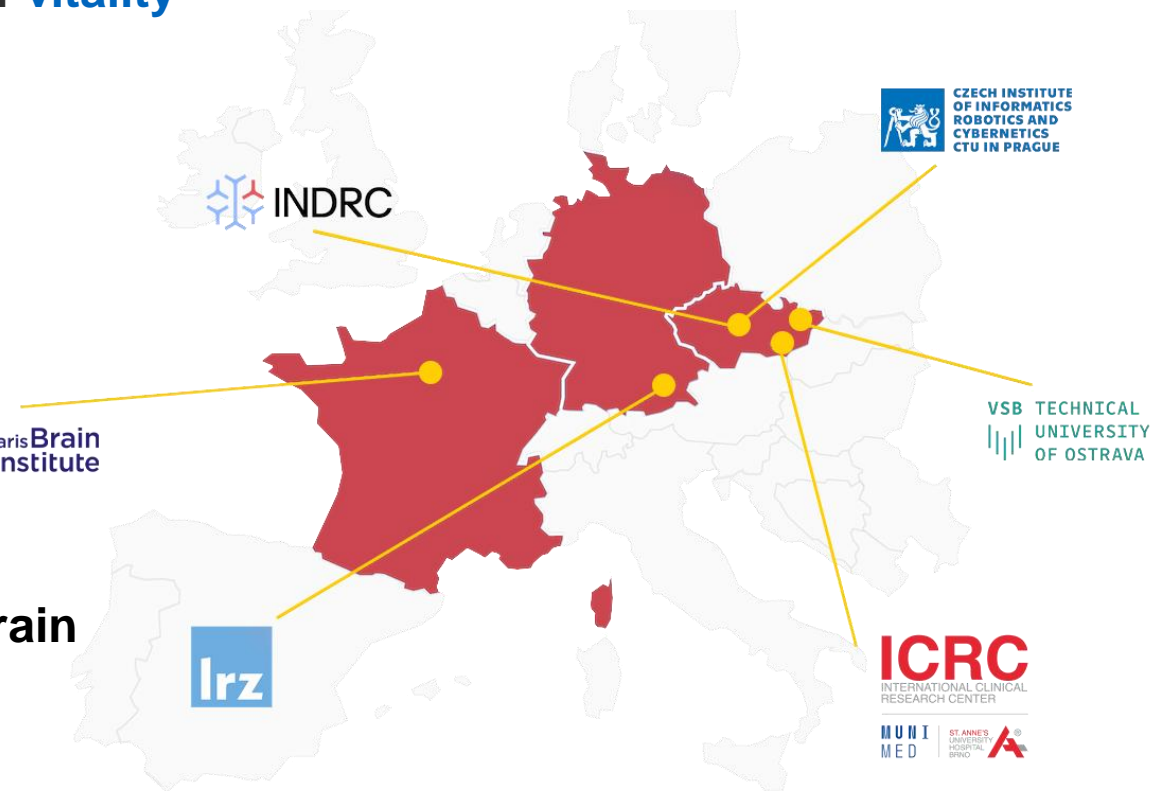 vitality
CZECH INSTITUTE
OF INFORMATICS
ROBOTICS AND
CYBERNETICS
CTU IN PRAGUE
INDRC
aris Brain
nstitute
VSB TECHNICAL
UNIVERSITY
OF OSTRAVA
rain
lrz
ICRC
INTERNATIONAL CLINICAL
RESEARCH CENTER
MUNI
MED
ST. ANNE'S
UNIVERSITY
HOSPITAL
BRNO
®